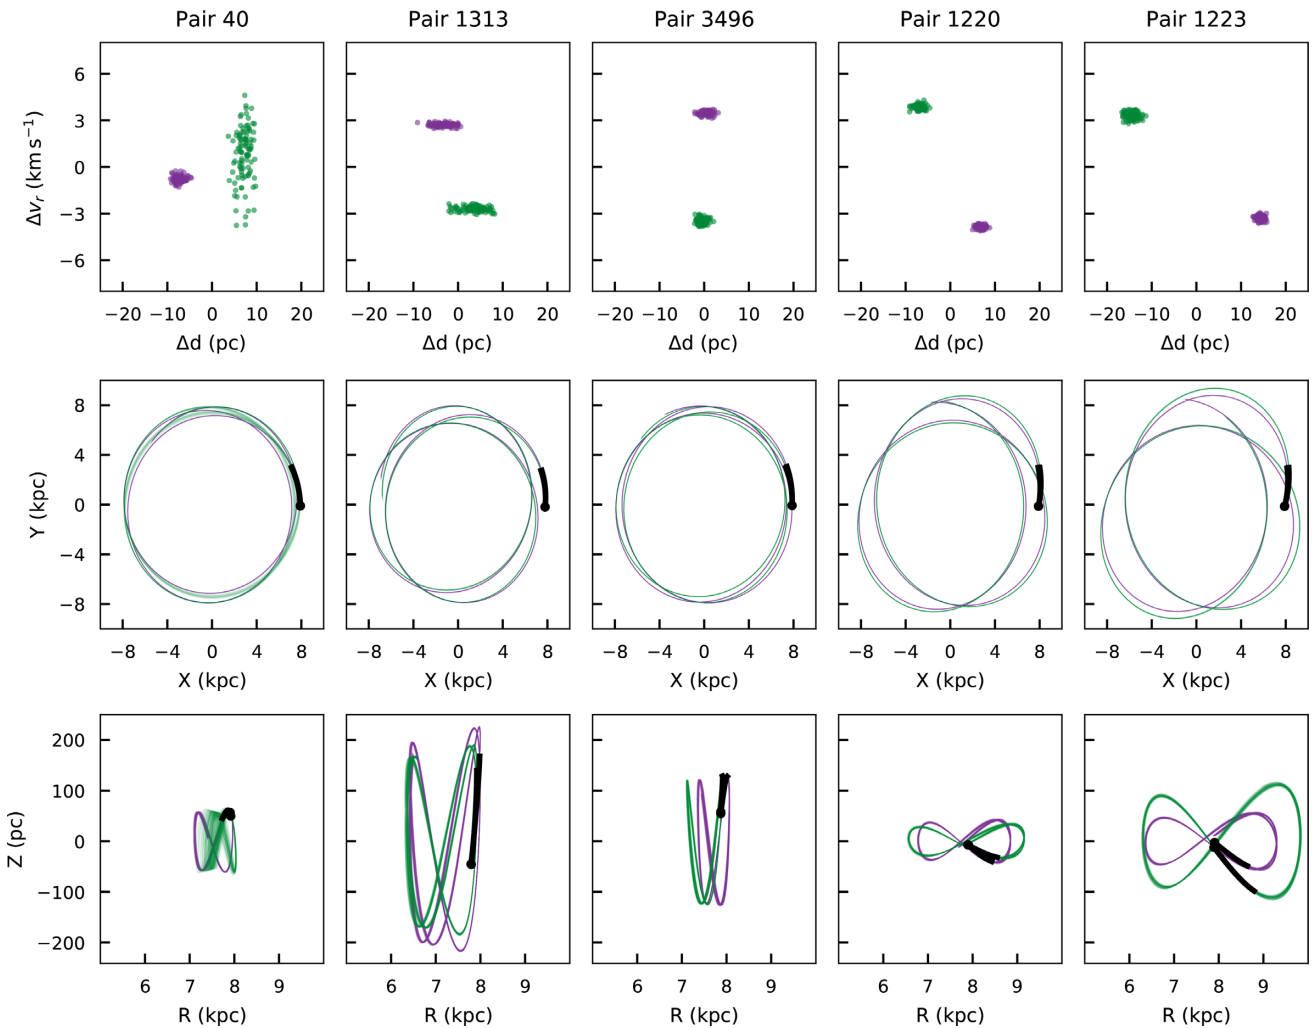 Pair 40 Pair 1313 Pair 3496 Pair 1220 Pair 1223
6
3
0
−3
−6
Δv_r (km s⁻¹)
−20 −10 0 10 20 −20 −10 0 10 20 −20 −10 0 10 20 −20 −10 0 10 20 −20 −10 0 10 20
Δd (pc) Δd (pc) Δd (pc) Δd (pc) Δd (pc)
8
4
0
−4
−8
Y (kpc)
−8 −4 0 4 8 −8 −4 0 4 8 −8 −4 0 4 8 −8 −4 0 4 8 −8 −4 0 4 8
X (kpc) X (kpc) X (kpc) X (kpc) X (kpc)
200
100
0
−100
−200
Z (pc)
6 7 8 9 6 7 8 9 6 7 8 9 6 7 8 9 6 7 8 9
R (kpc) R (kpc) R (kpc) R (kpc) R (kpc)